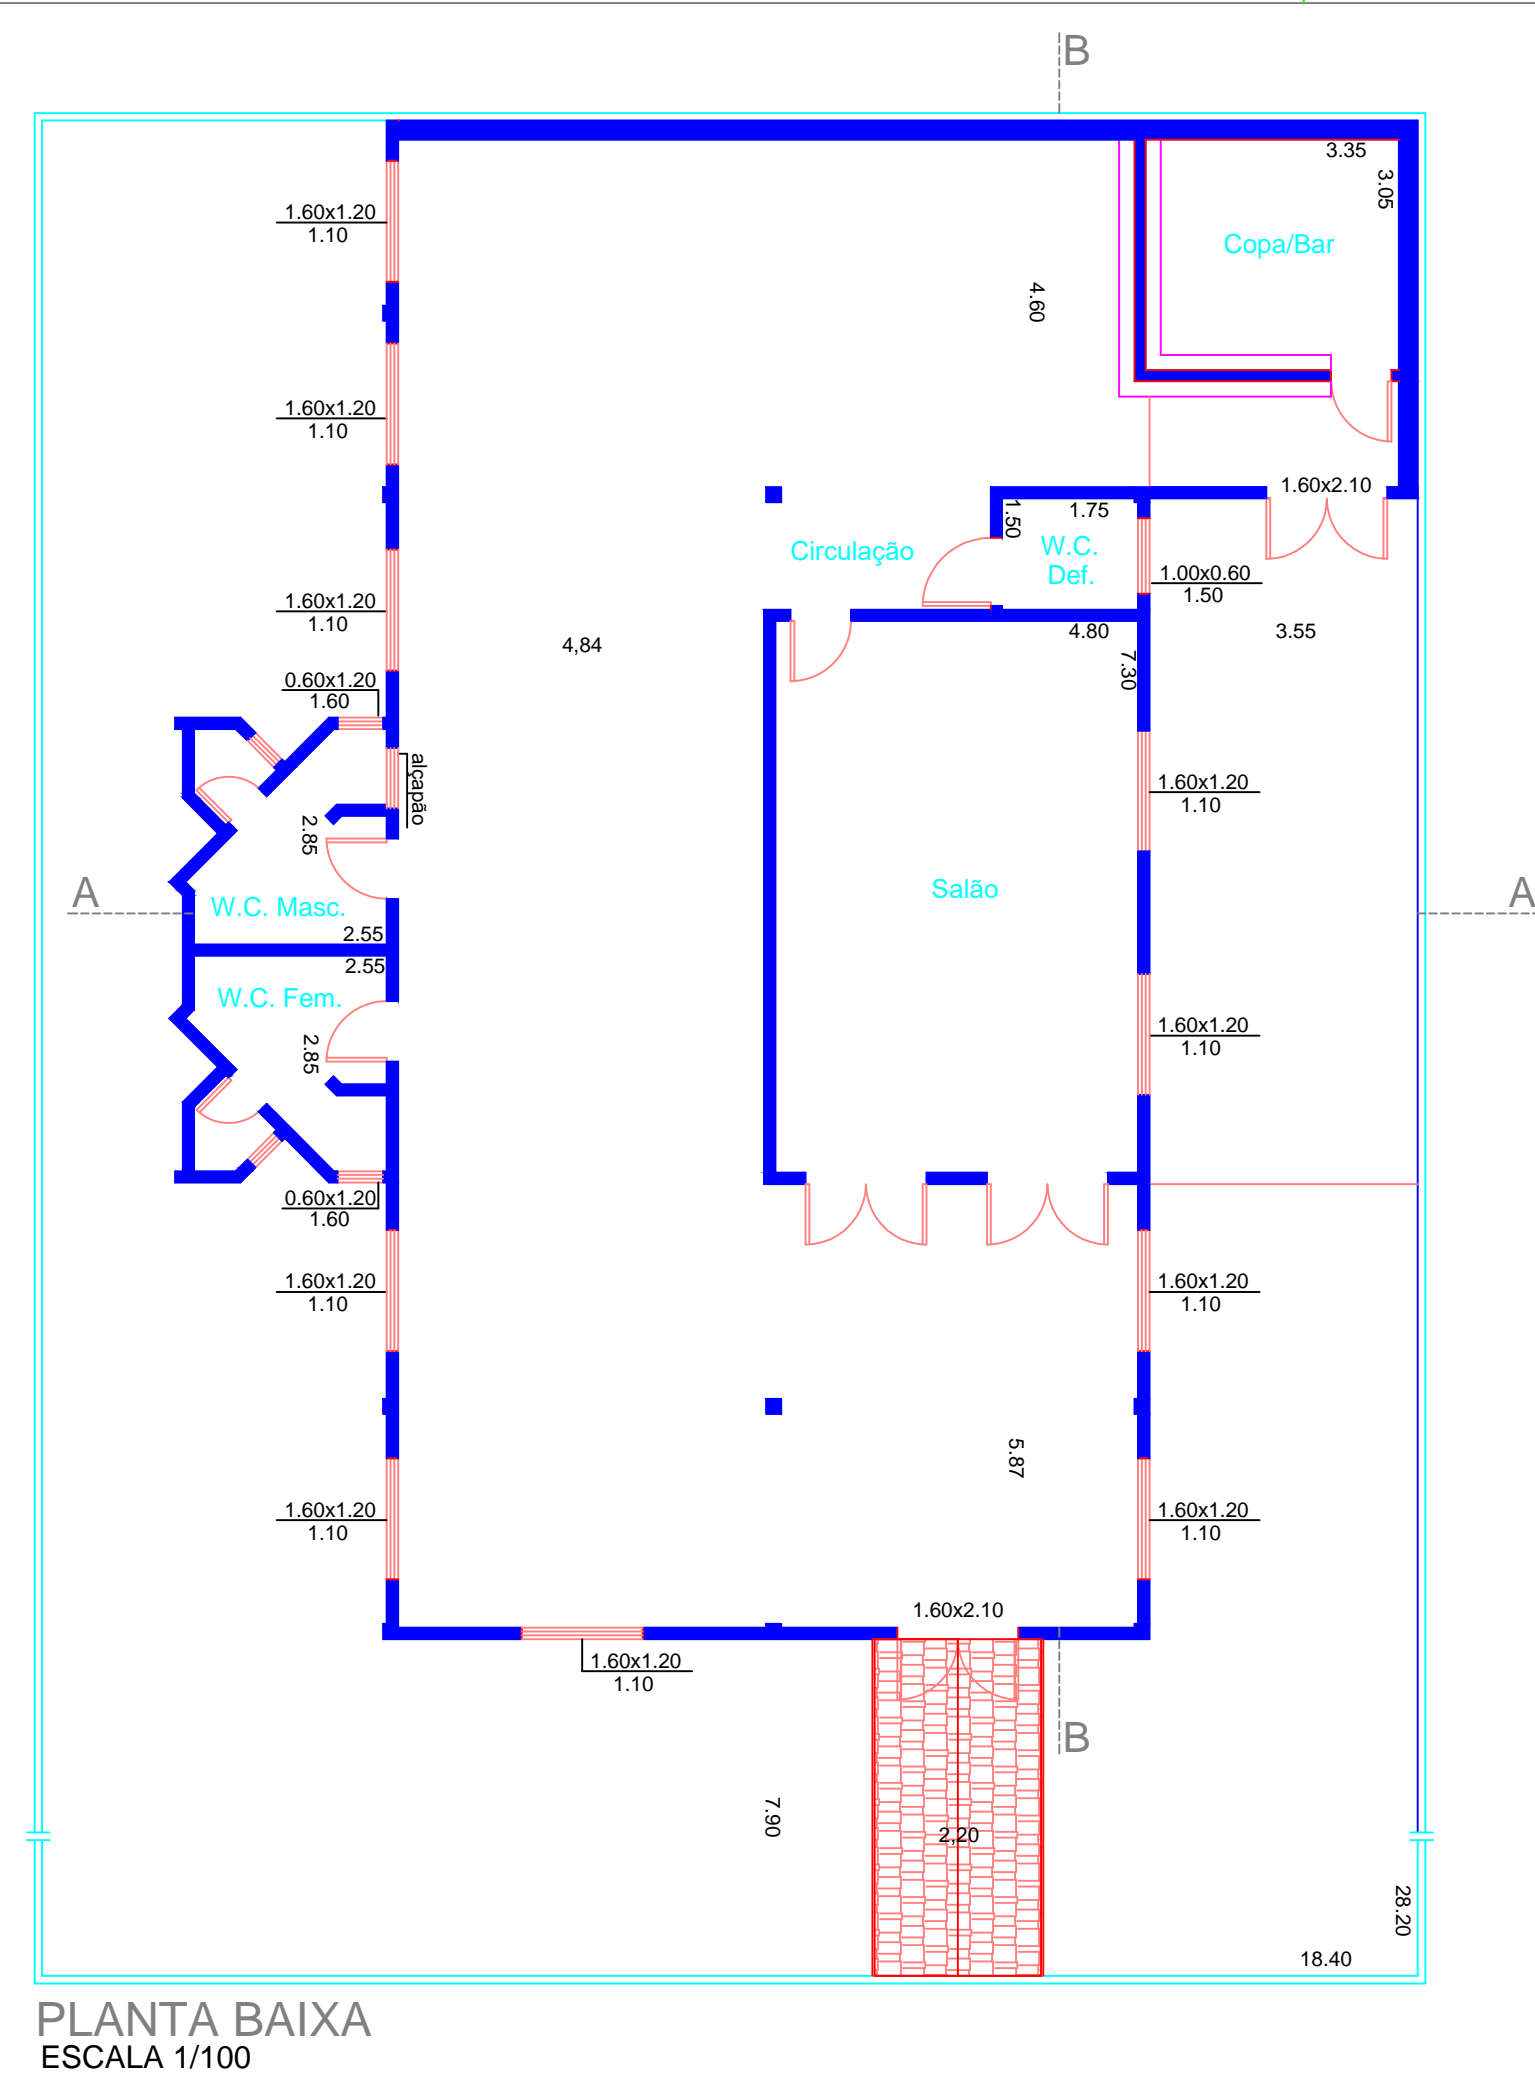 B
3.35
3.05
1.60x1.20
1.10
Copa/Bar
4.60
1.60x1.20
1.10
1.60x2.10
1.50
1.75
Circulação
W.C.
Def.
1.00x0.60
1.50
1.60x1.20
1.10
4.80
3.55
4,84
7.30
0.60x1.20
1.60
alçapão
1.60x1.20
1.10
2.85
A
W.C. Masc.
Salão
A
2.55
2.55
W.C. Fem.
2.85
1.60x1.20
1.10
0.60x1.20
1.60
1.60x1.20
1.10
1.60x1.20
1.10
5.87
1.60x1.20
1.10
1.60x1.20
1.10
1.60x2.10
1.60x1.20
1.10
B
7.90
2,20
28.20
18.40
PLANTA BAIXA
ESCALA 1/100